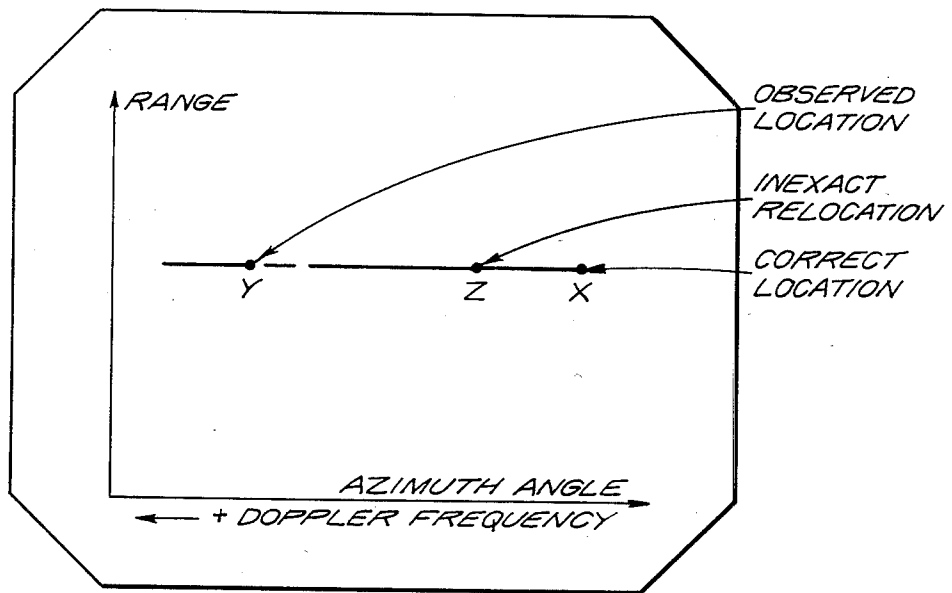 RANGE
OBSERVED
LOCATION
INEXACT
RELOCATION
CORRECT
LOCATION
Y
Z
X
AZIMUTH ANGLE
+ DOPPLER FREQUENCY